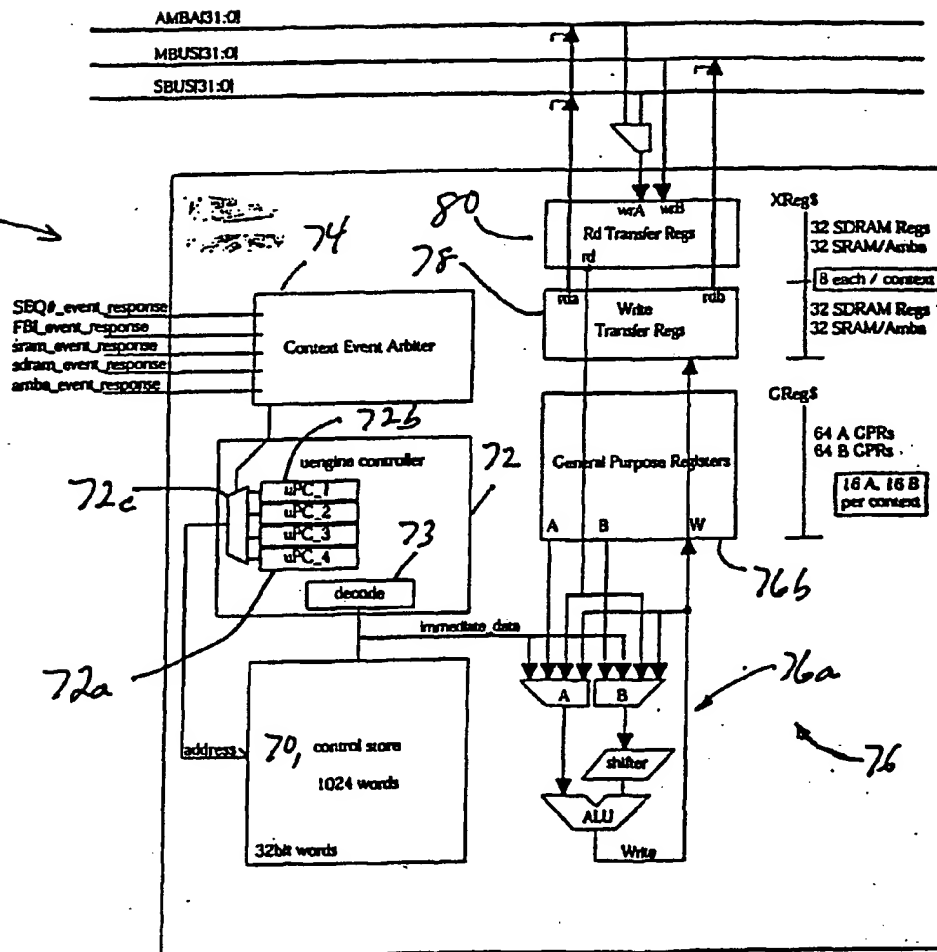 AMBA[31:0]
MBUS[31:0]
SBUS[31:0]
80
wrA wrB
Rd Transfer Regs
rd
XReg$
32 SDRAM Regs
32 SRAM/Amba
8 each / context
32 SDRAM Regs
32 SRAM/Amba
74
78
rda
rdb
Write
Transfer Regs
SEQ#_event_response
FBI_event_response
sram_event_response
sdram_event_response
amba_event_response
Context Event Arbiter
GReg$
64 A GPRs
64 B GPRs
16 A, 16 B
per context
72b
uengine controller
72
72c
uPC_1
uPC_2
uPC_3
uPC_4
73
decode
General Purpose Registers
A B W
76b
immediate_data
72a
A B
76a
76
address
70, control store
1024 words
32bit words
shifter
ALU
Write